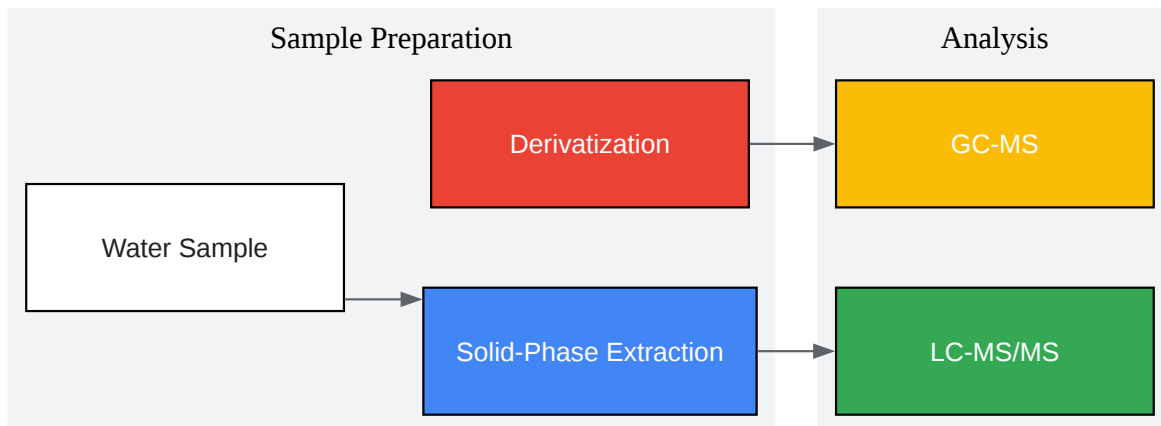 Sample Preparation
Analysis
Derivatization
GC-MS
Water Sample
Solid-Phase Extraction
LC-MS/MS